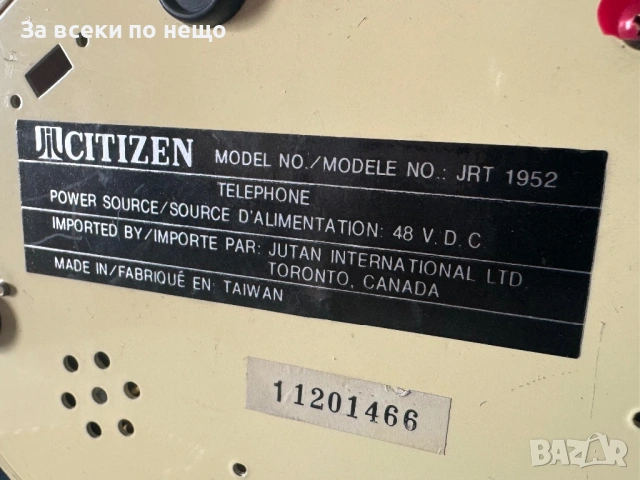 За всеки по нещо
JIL CITIZEN MODEL NO./MODELE NO.: JRT 1952
TELEPHONE
POWER SOURCE/SOURCE D'ALIMENTATION: 48 V.D.C
IMPORTED BY/IMPORTE PAR: JUTAN INTERNATIONAL LTD.
TORONTO, CANADA
MADE IN/FABRIQUÉ EN TAIWAN
11201466
BAZAR